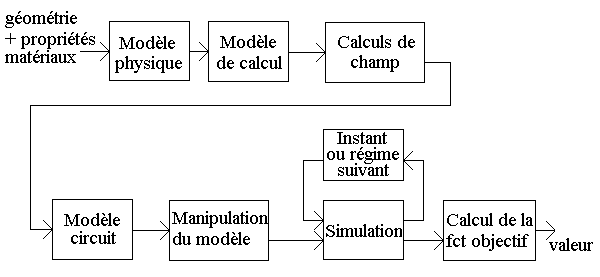 géométrie
+ propriétés
matériaux
Modèle
physique
Modèle
de calcul
Calculs de
champ
Instant
ou régime
suivant
Modèle
circuit
Manipulation
du modèle
Simulation
Calcul de la
fct objectif
valeur